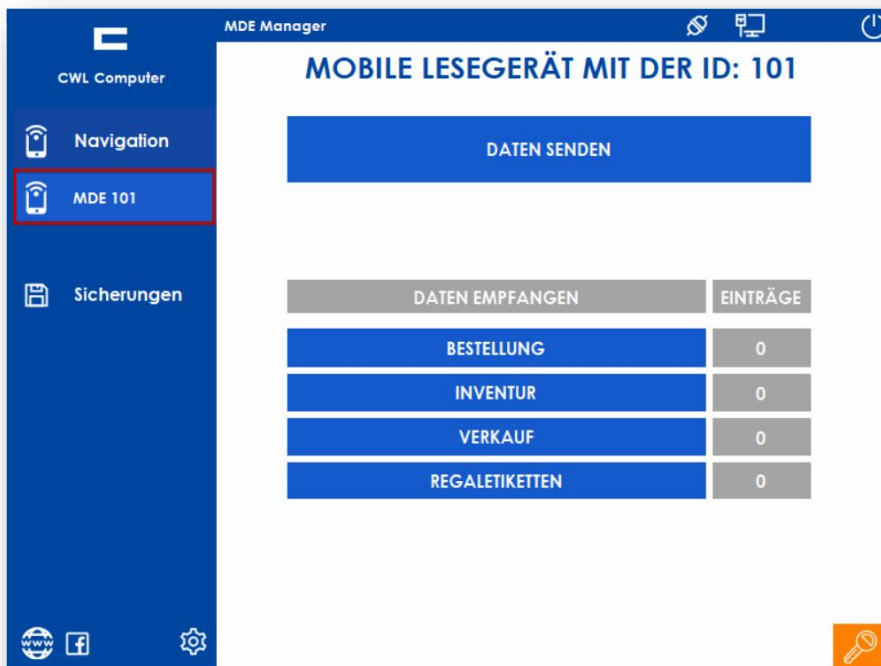 MDE Manager
CWL Computer
Navigation
MDE 101
Sicherungen
www
MOBILE LESEGERÄT MIT DER ID: 101
DATEN SENDEN
DATEN EMPFANGEN EINTRÄGE
BESTELLUNG 0
INVENTUR 0
VERKAUF 0
REGALETIKETTEN 0